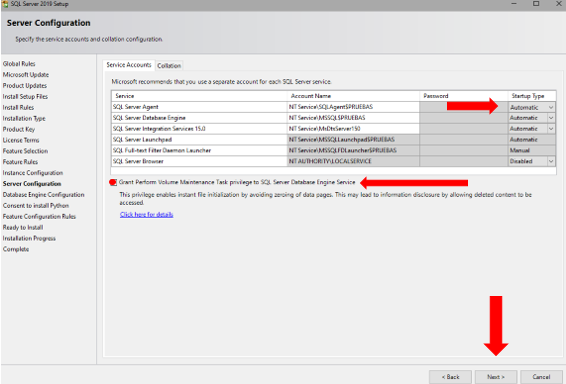 SQL Server 2019 Setup
Server Configuration
Specify the service accounts and collation configuration.
Global Rules
Microsoft Update
Product Updates
Install Setup Files
Install Rules
Installation Type
Product Key
License Terms
Feature Selection
Feature Rules
Instance Configuration
Server Configuration
Database Engine Configuration
Consent to install Python
Feature Configuration Rules
Ready to Install
Installation Progress
Complete
Service Accounts Collation
Microsoft recommends that you use a separate account for each SQL Server service.
Service Account Name Password Startup Type
SQL Server Agent NT Service\SQLAgent$PRUEBAS Automatic
SQL Server Database Engine NT Service\MSSQL$PRUEBAS Automatic
SQL Server Integration Services 15.0 NT Service\MsDtsServer150 Automatic
SQL Server Launchpad NT Service\MSSQLLaunchpad$PRUEBAS Automatic
SQL Full-text Filter Daemon Launcher NT Service\MSSQLFDLauncher$PRUEBAS Manual
SQL Server Browser NT AUTHORITY\LOCALSERVICE Disabled
Grant Perform Volume Maintenance Task privilege to SQL Server Database Engine Service
This privilege enables instant file initialization by avoiding zeroing of data pages. This may lead to information disclosure by allowing deleted content to be
accessed.
Click here for details
< Back Next > Cancel